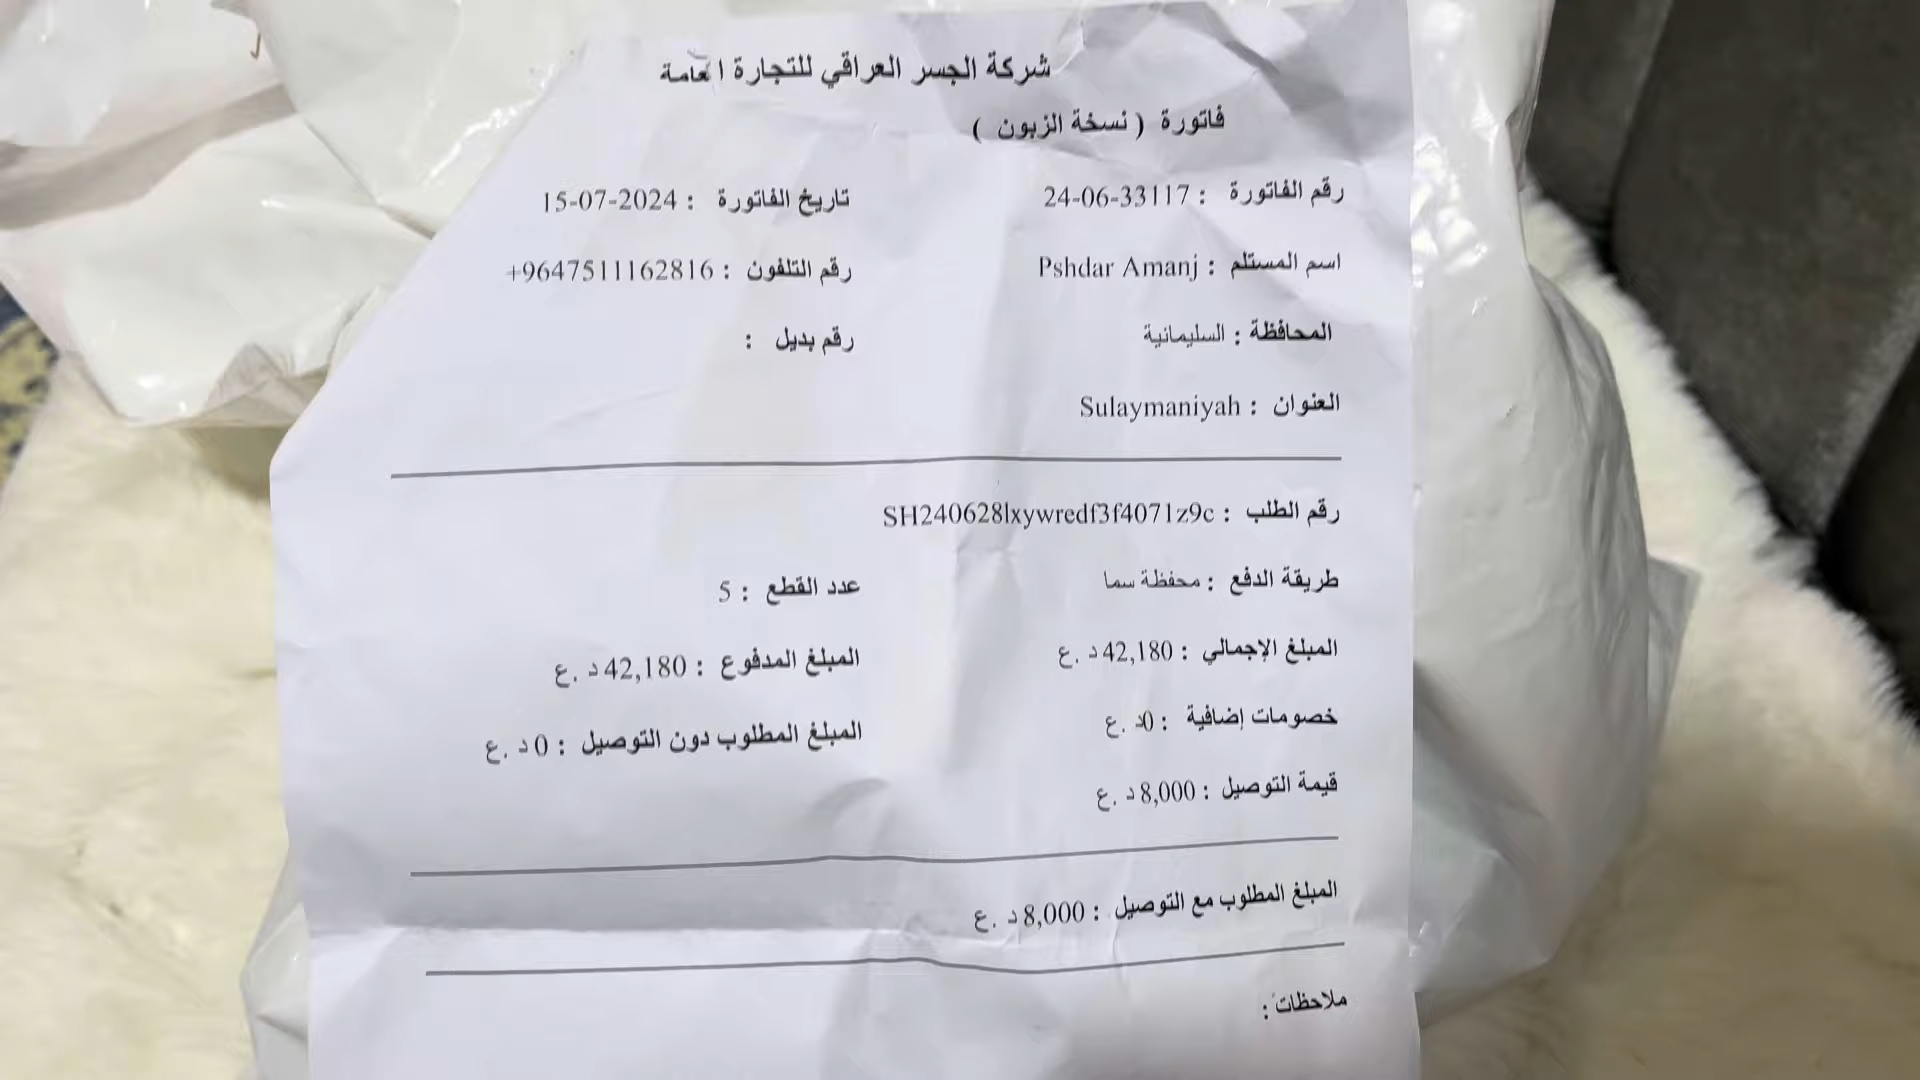 شركة الجسر العراقي للتجارة العامة
فاتورة ( نسخة الزبون )
رقم الفاتورة : 24-06-33117 تاريخ الفاتورة : 15-07-2024
اسم المستلم : Pshdar Amanj رقم التلفون : +9647511162816
المحافظة : السليمانية رقم بديل :
العنوان : Sulaymaniyah
رقم الطلب : SH240628lxywredf3f4071z9c
طريقة الدفع : محفظة سما عدد القطع : 5
المبلغ الإجمالي : 42,180 د .ع المبلغ المدفوع : 42,180 د .ع
خصومات إضافية : 0 د .ع المبلغ المطلوب دون التوصيل : 0 د .ع
قيمة التوصيل : 8,000 د .ع
المبلغ المطلوب مع التوصيل : 8,000 د .ع
ملاحظات :